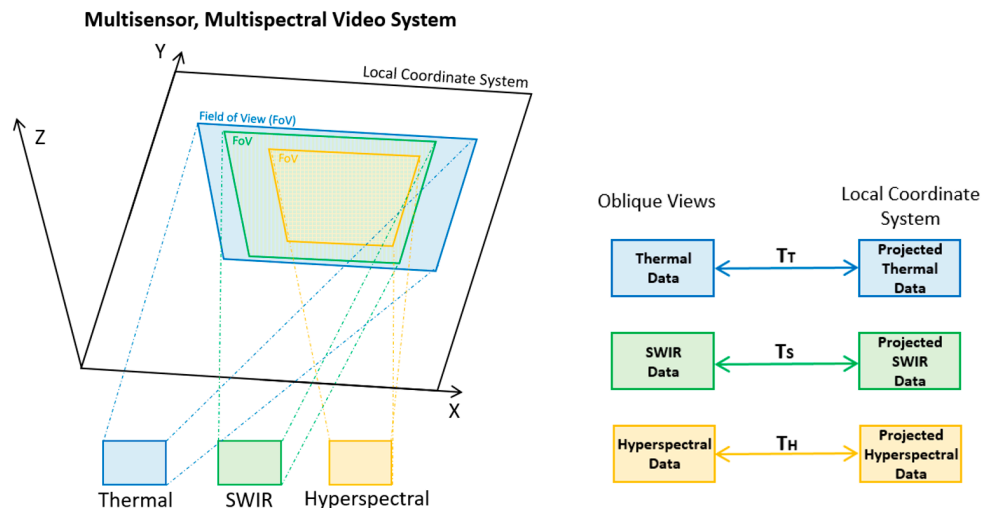 Multisensor, Multispectral Video System
Y
Local Coordinate System
Z
Field of View (FoV)
FoV
FoV
X
Thermal
SWIR
Hyperspectral
Oblique Views
Local Coordinate
System
Thermal
Data
TT
Projected
Thermal
Data
SWIR
Data
TS
Projected
SWIR
Data
Hyperspectral
Data
TH
Projected
Hyperspectral
Data